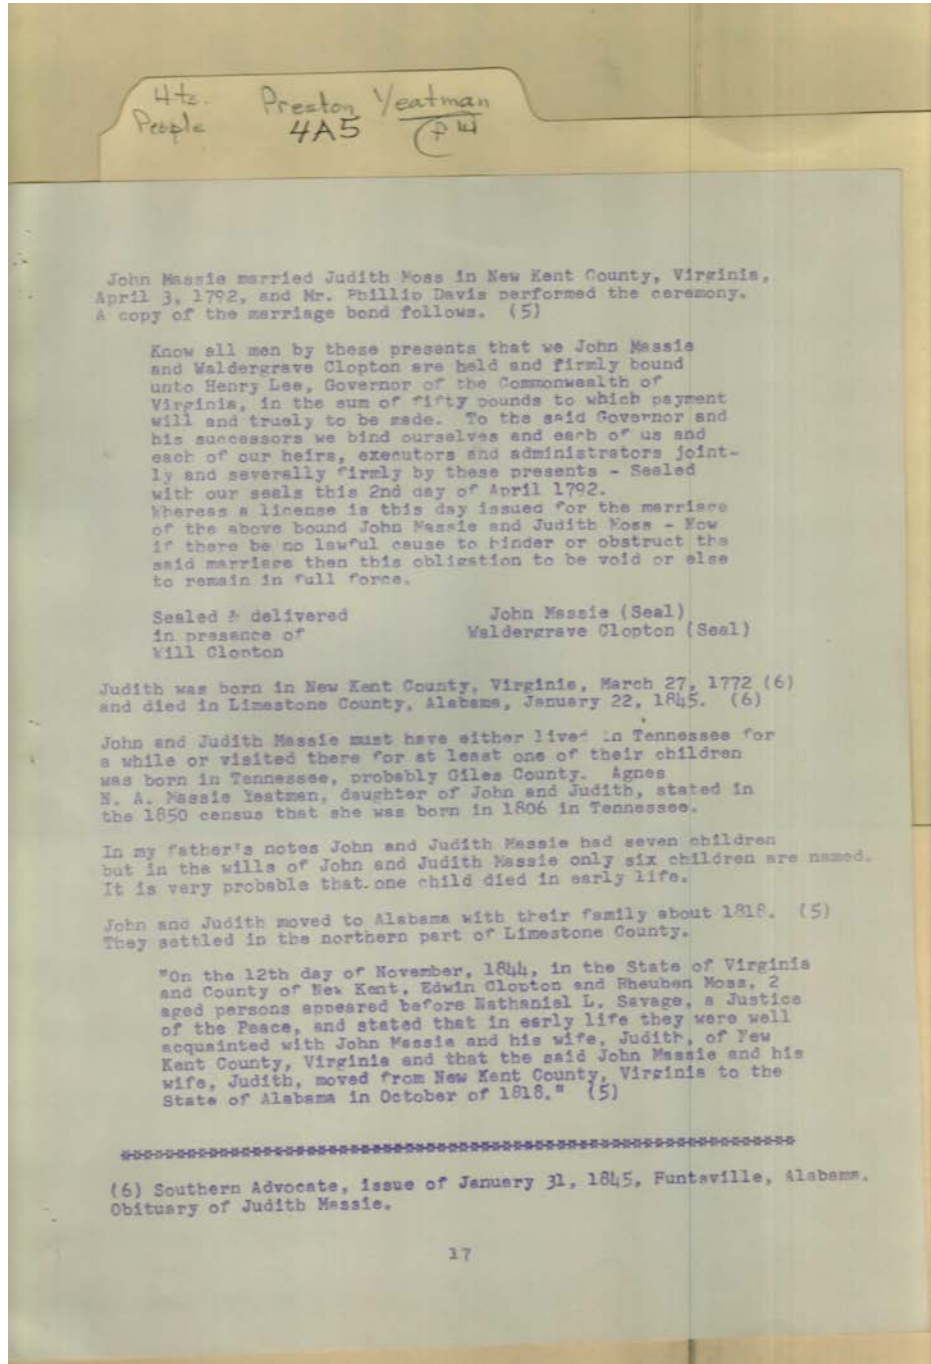 4tz. Preston Yeatman
People 4A5
John Massie married Judith Moss in New Kent County, Virginia,
April 3, 1792, and Mr. Phillip Davis performed the ceremony.
A copy of the marriage bond follows. (5)
Know all men by these presents that we John Massie
and Waldergrave Clopton are held and firmly bound
unto Henry Lee, Governor of the Commonwealth of
Virginia, in the sum of fifty pounds to which payment
will and truely to be made. To the said Governor and
his successors we bind ourselves and each of us and
each of our heirs, executors and administrators joint-
ly and severally firmly by these presents - Sealed
with our seals this 2nd day of April 1792.
Whereas a license is this day issued for the marriage
of the above bound John Massie and Judith Moss - Now
if there be no lawful cause to hinder or obstruct the
said marriage then this obligation to be void or else
to remain in full force.
Sealed & delivered John Massie (Seal)
in presence of Waldergrave Clopton (Seal)
Will Clopton
Judith was born in New Kent County, Virginia, March 27, 1772 (6)
and died in Limestone County, Alabama, January 22, 1845. (6)
John and Judith Massie must have either lived in Tennessee for
a while or visited there for at least one of their children
was born in Tennessee, probably Giles County. Agnes
N. A. Massie Yeatman, daughter of John and Judith, stated in
the 1850 census that she was born in 1806 in Tennessee.
In my father's notes John and Judith Massie had seven children
but in the wills of John and Judith Massie only six children are named.
It is very probable that one child died in early life.
John and Judith moved to Alabama with their family about 1818. (5)
They settled in the northern part of Limestone County.
"On the 12th day of November, 1844, in the State of Virginia
and County of New Kent, Edwin Clopton and Rheuben Moss, 2
aged persons appeared before Nathaniel L. Savage, a Justice
of the Peace, and stated that in early life they were well
acquainted with John Massie and his wife, Judith, of New
Kent County, Virginia and that the said John Massie and his
wife, Judith, moved from New Kent County, Virginia to the
State of Alabama in October of 1818." (5)
(6) Southern Advocate, issue of January 31, 1845, Huntsville, Alabama.
Obituary of Judith Massie.
17